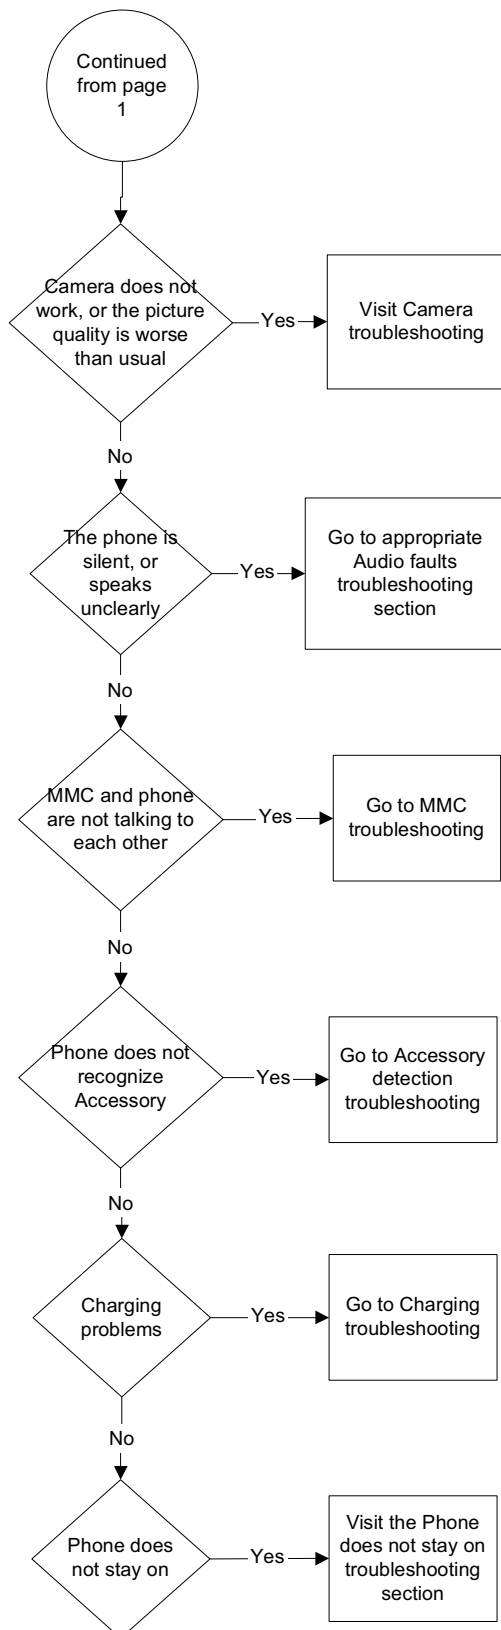 Continued
from page
1
Camera does not
work, or the picture
quality is worse
than usual
Yes
Visit Camera
troubleshooting
No
The phone is
silent, or
speaks
unclearly
Yes
Go to appropriate
Audio faults
troubleshooting
section
No
MMC and phone
are not talking to
each other
Yes
Go to MMC
troubleshooting
No
Phone does not
recognize
Accessory
Yes
Go to Accessory
detection
troubleshooting
No
Charging
problems
Yes
Go to Charging
troubleshooting
No
Phone does
not stay on
Yes
Visit the Phone
does not stay on
troubleshooting
section